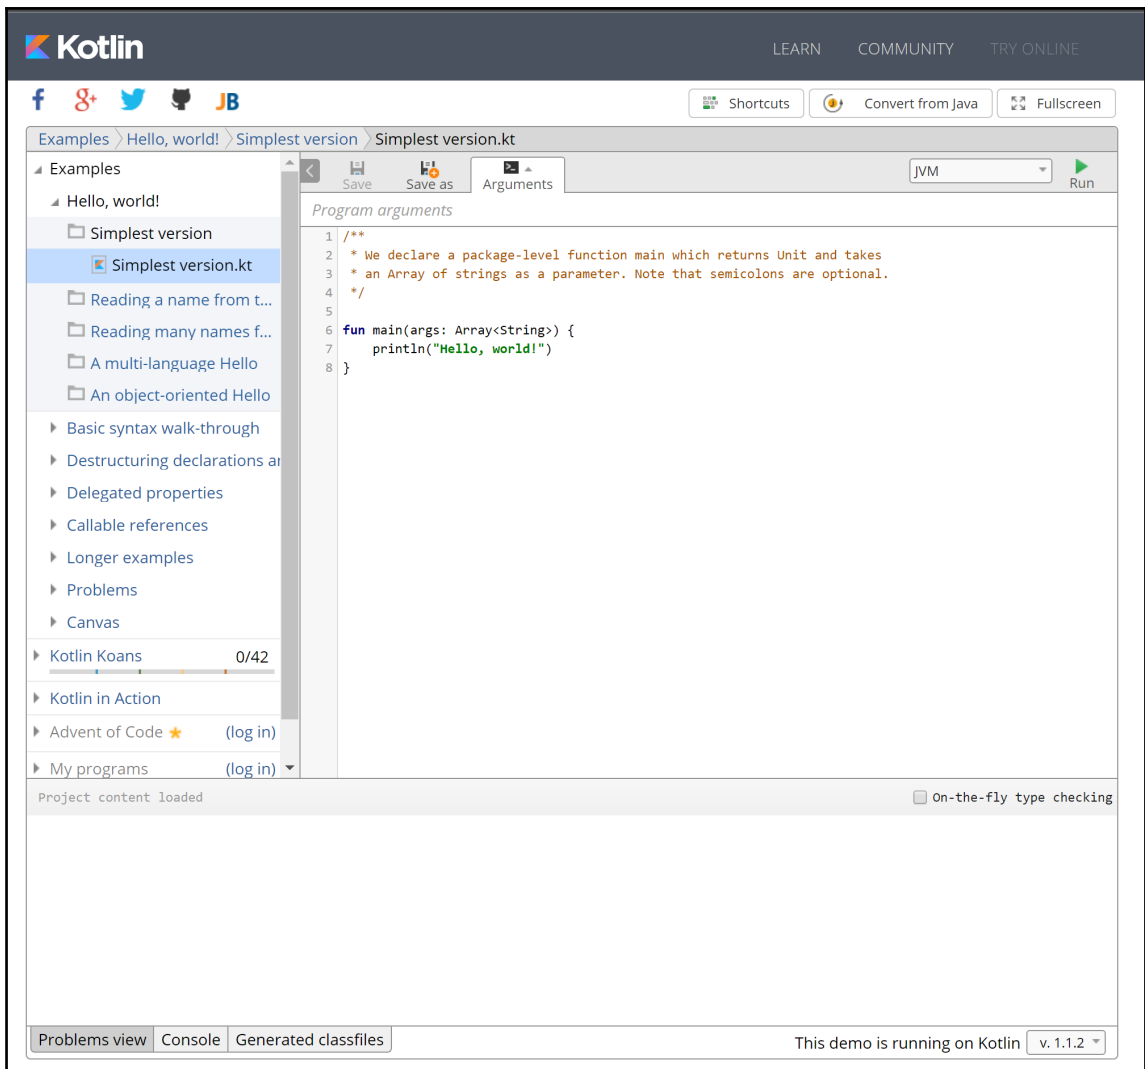 Kotlin
LEARN COMMUNITY TRY ONLINE
f g+ JB
Shortcuts Convert from Java Fullscreen
Examples Hello, world! Simplest version Simplest version.kt
Examples
Hello, world!
Simplest version
Simplest version.kt
Reading a name from t...
Reading many names f...
A multi-language Hello
An object-oriented Hello
Basic syntax walk-through
Destructuring declarations ar
Delegated properties
Callable references
Longer examples
Problems
Canvas
Kotlin Koans 0/42
Kotlin in Action
Advent of Code (log in)
My programs (log in)
Save Save as Arguments JVM Run
Program arguments
1 /**
2 * We declare a package-level function main which returns Unit and takes
3 * an Array of strings as a parameter. Note that semicolons are optional.
4 */
5
6 fun main(args: Array<String>) {
7 println("Hello, world!")
8 }
Project content loaded On-the-fly type checking
Problems view Console Generated classfiles This demo is running on Kotlin v. 1.1.2